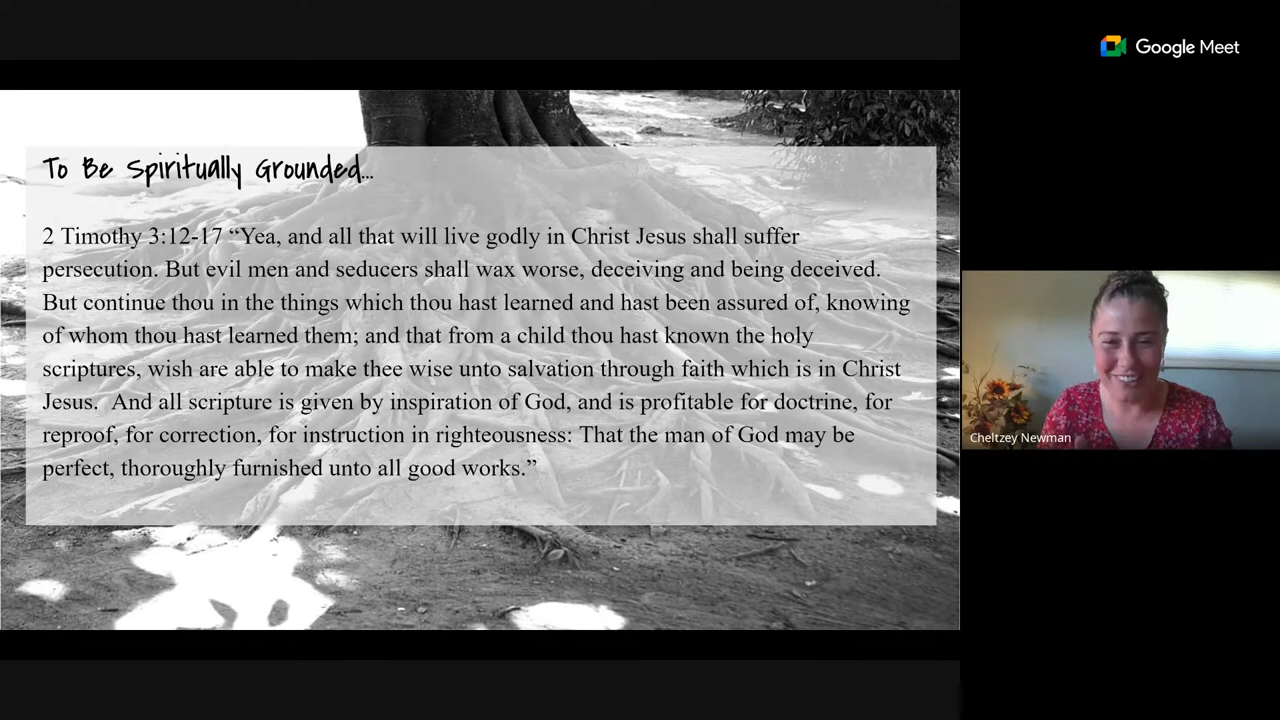 Google Meet
To Be Spiritually Grounded...
2 Timothy 3:12-17 “Yea, and all that will live godly in Christ Jesus shall suffer
persecution. But evil men and seducers shall wax worse, deceiving and being deceived.
But continue thou in the things which thou hast learned and hast been assured of, knowing
of whom thou hast learned them; and that from a child thou hast known the holy
scriptures, wish are able to make thee wise unto salvation through faith which is in Christ
Jesus.  And all scripture is given by inspiration of God, and is profitable for doctrine, for
reproof, for correction, for instruction in righteousness: That the man of God may be
perfect, thoroughly furnished unto all good works.”
Cheltzey Newman